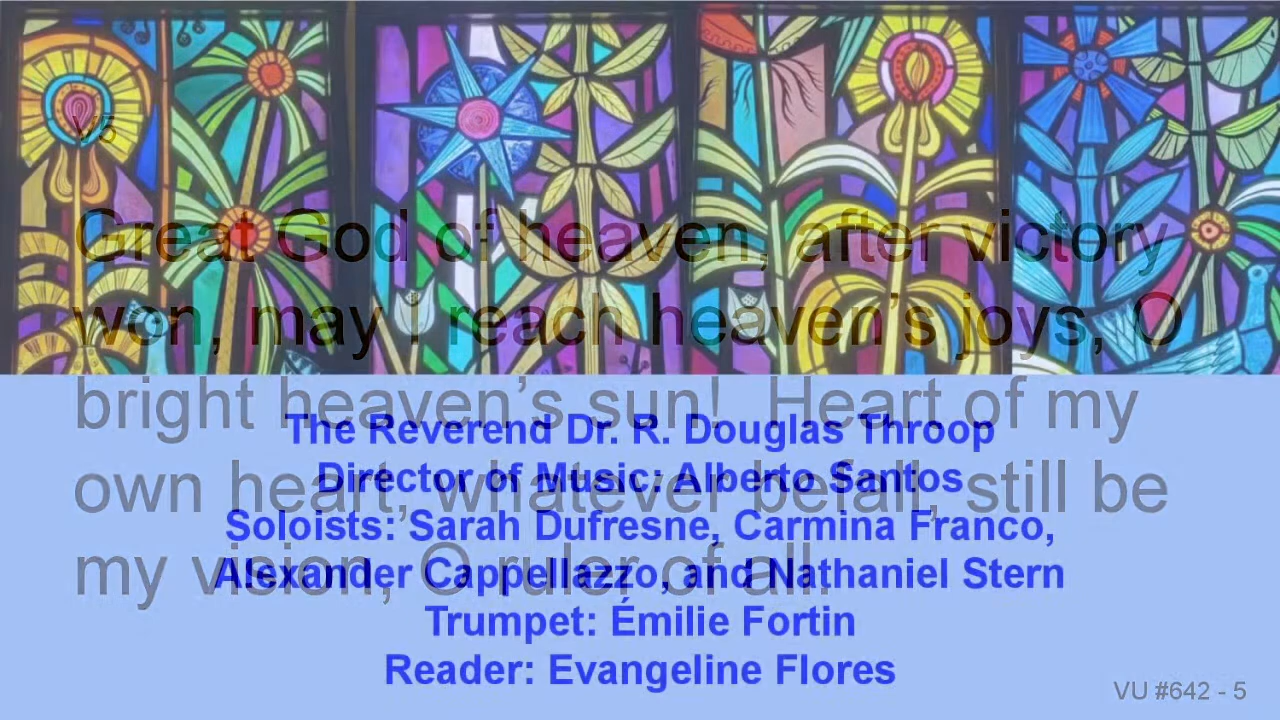 v5
Great God of heaven, after victory
won, may I reach heaven's joys, O
bright heaven's sun! Heart of my
own heart, whatever befall, still be
my vision, O ruler of all.
The Reverend Dr. R. Douglas Throop
Director of Music: Alberto Santos
Soloists: Sarah Dufresne, Carmina Franco,
Alexander Cappellazzo, and Nathaniel Stern
Trumpet: Émilie Fortin
Reader: Evangeline Flores
VU #642 - 5